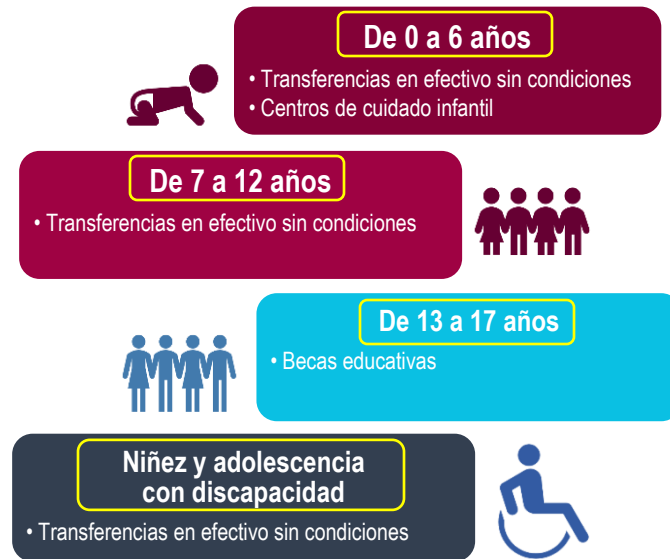 De 0 a 6 años
• Transferencias en efectivo sin condiciones
• Centros de cuidado infantil
De 7 a 12 años
• Transferencias en efectivo sin condiciones
De 13 a 17 años
• Becas educativas
Niñez y adolescencia
con discapacidad
• Transferencias en efectivo sin condiciones